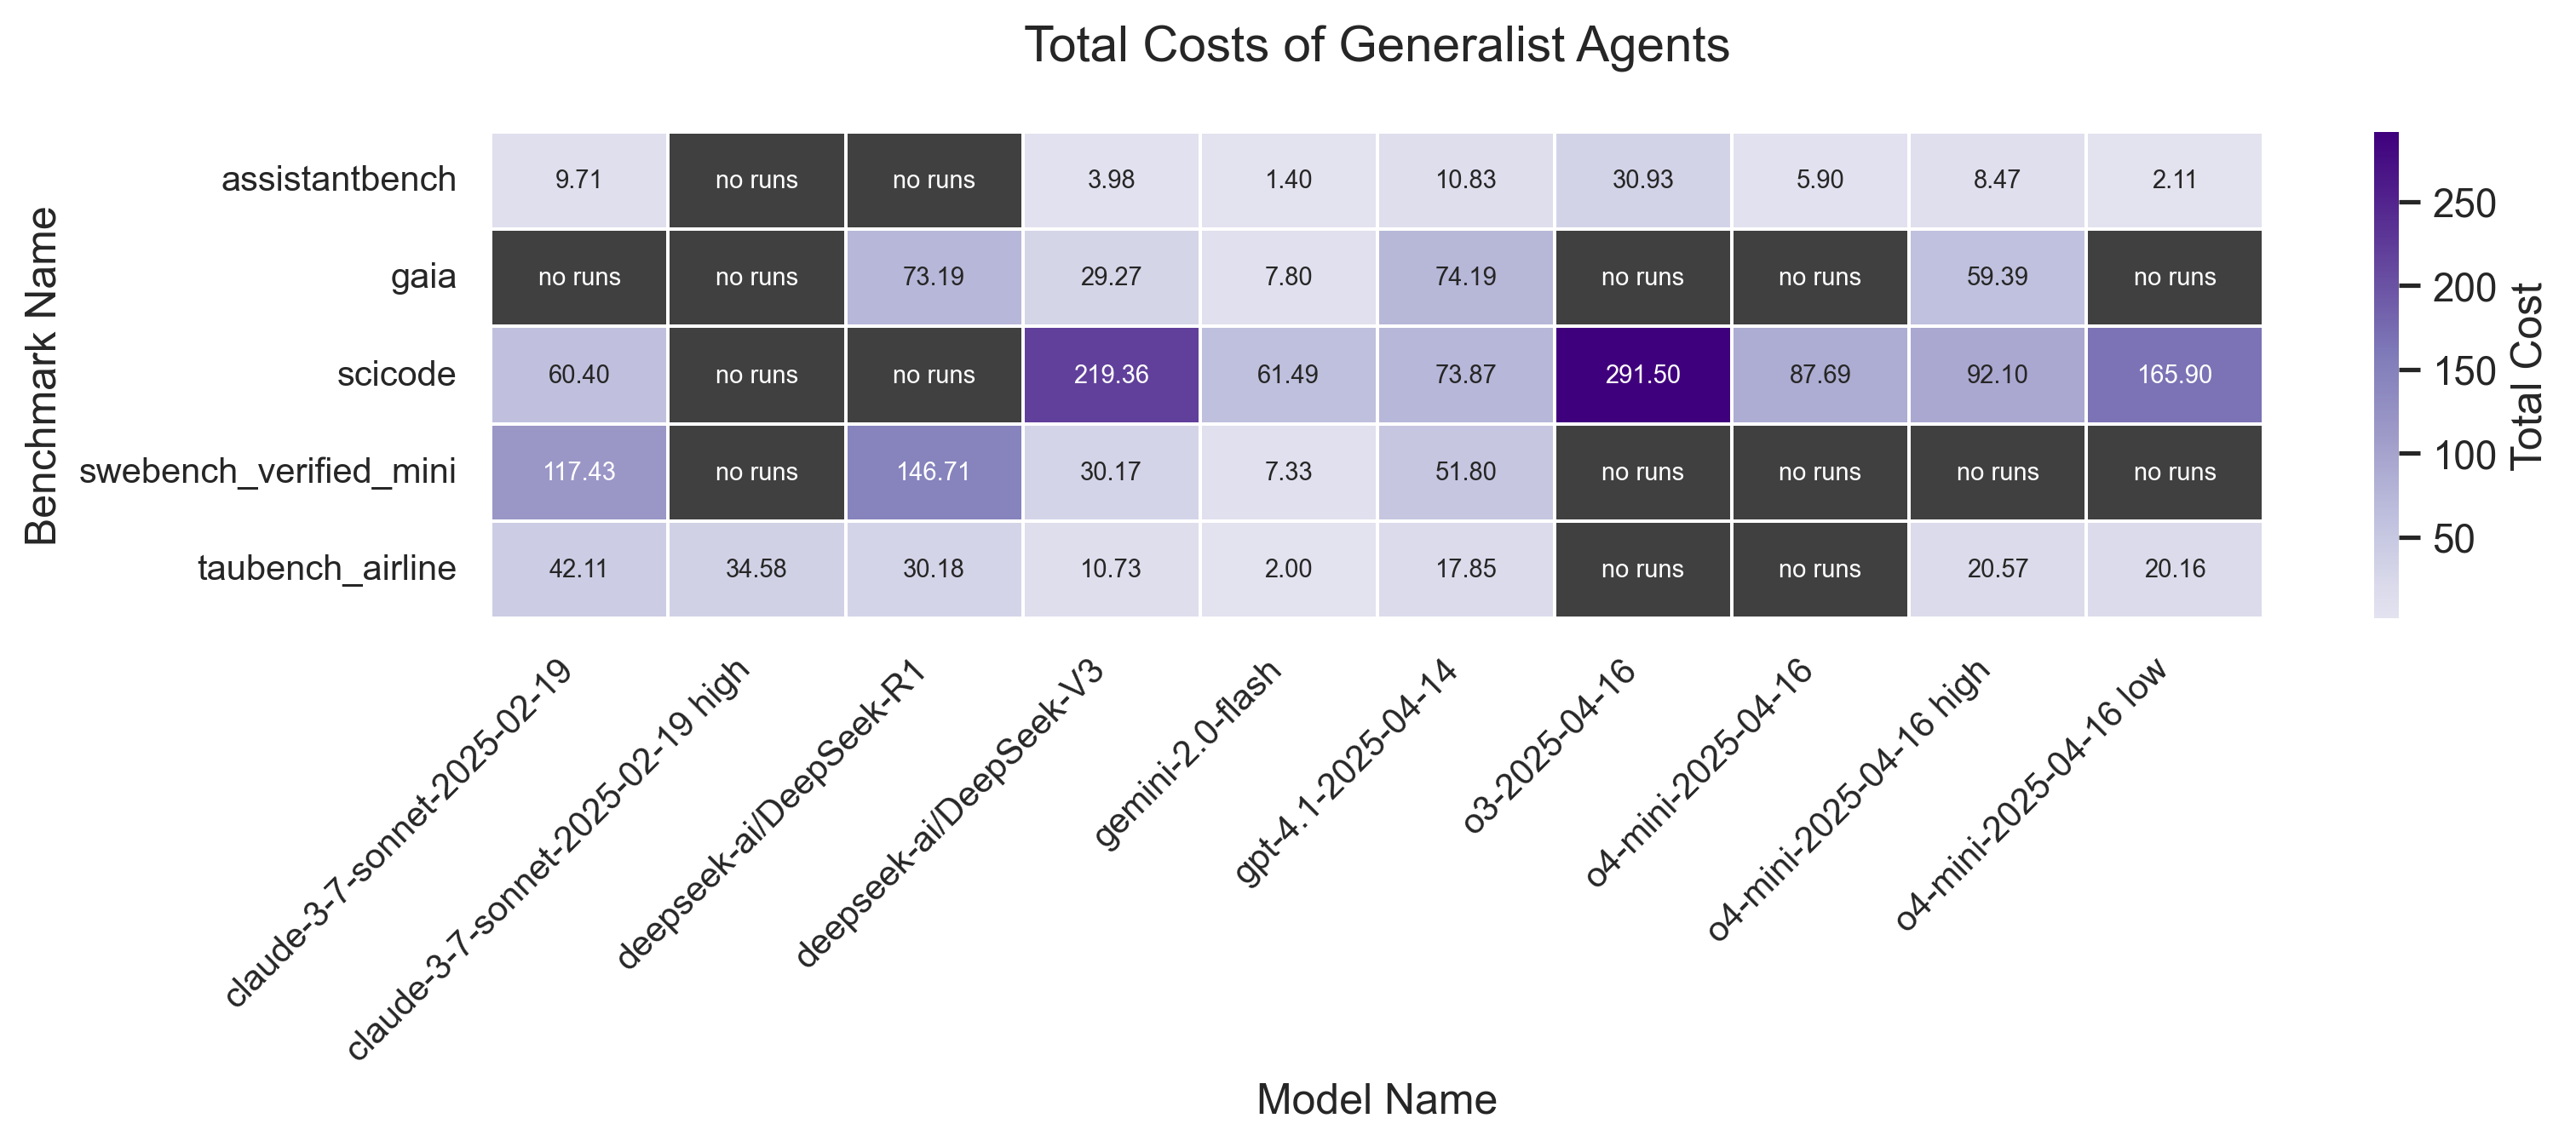 Total Costs of Generalist Agents
Benchmark Name
assistantbench 9.71 no runs no runs 3.98 1.40 10.83 30.93 5.90 8.47 2.11
gaia no runs no runs 73.19 29.27 7.80 74.19 no runs no runs 59.39 no runs
scicode 60.40 no runs no runs 219.36 61.49 73.87 291.50 87.69 92.10 165.90
swebench_verified_mini 117.43 no runs 146.71 30.17 7.33 51.80 no runs no runs no runs no runs
taubench_airline 42.11 34.58 30.18 10.73 2.00 17.85 no runs no runs 20.57 20.16
250
200
150
100
50
Total Cost
claude-3-7-sonnet-2025-02-19
claude-3-7-sonnet-2025-02-19 high
deepseek-ai/DeepSeek-R1
deepseek-ai/DeepSeek-V3
gemini-2.0-flash
gpt-4.1-2025-04-14
o3-2025-04-16
o4-mini-2025-04-16
o4-mini-2025-04-16 high
o4-mini-2025-04-16 low
Model Name